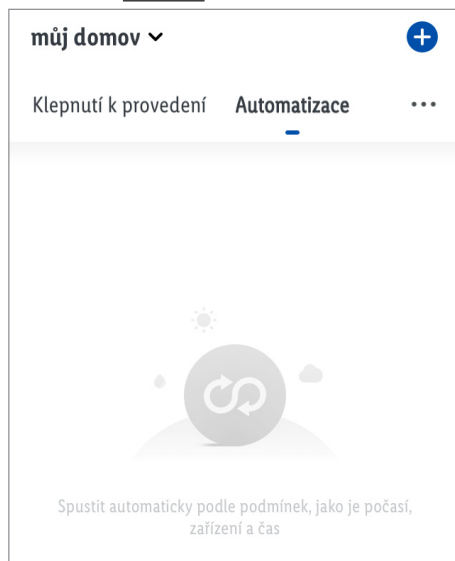 můj domov
Klepnutí k provedení Automatizace
Spustit automaticky podle podmínek, jako je počasí,
zařízení a čas